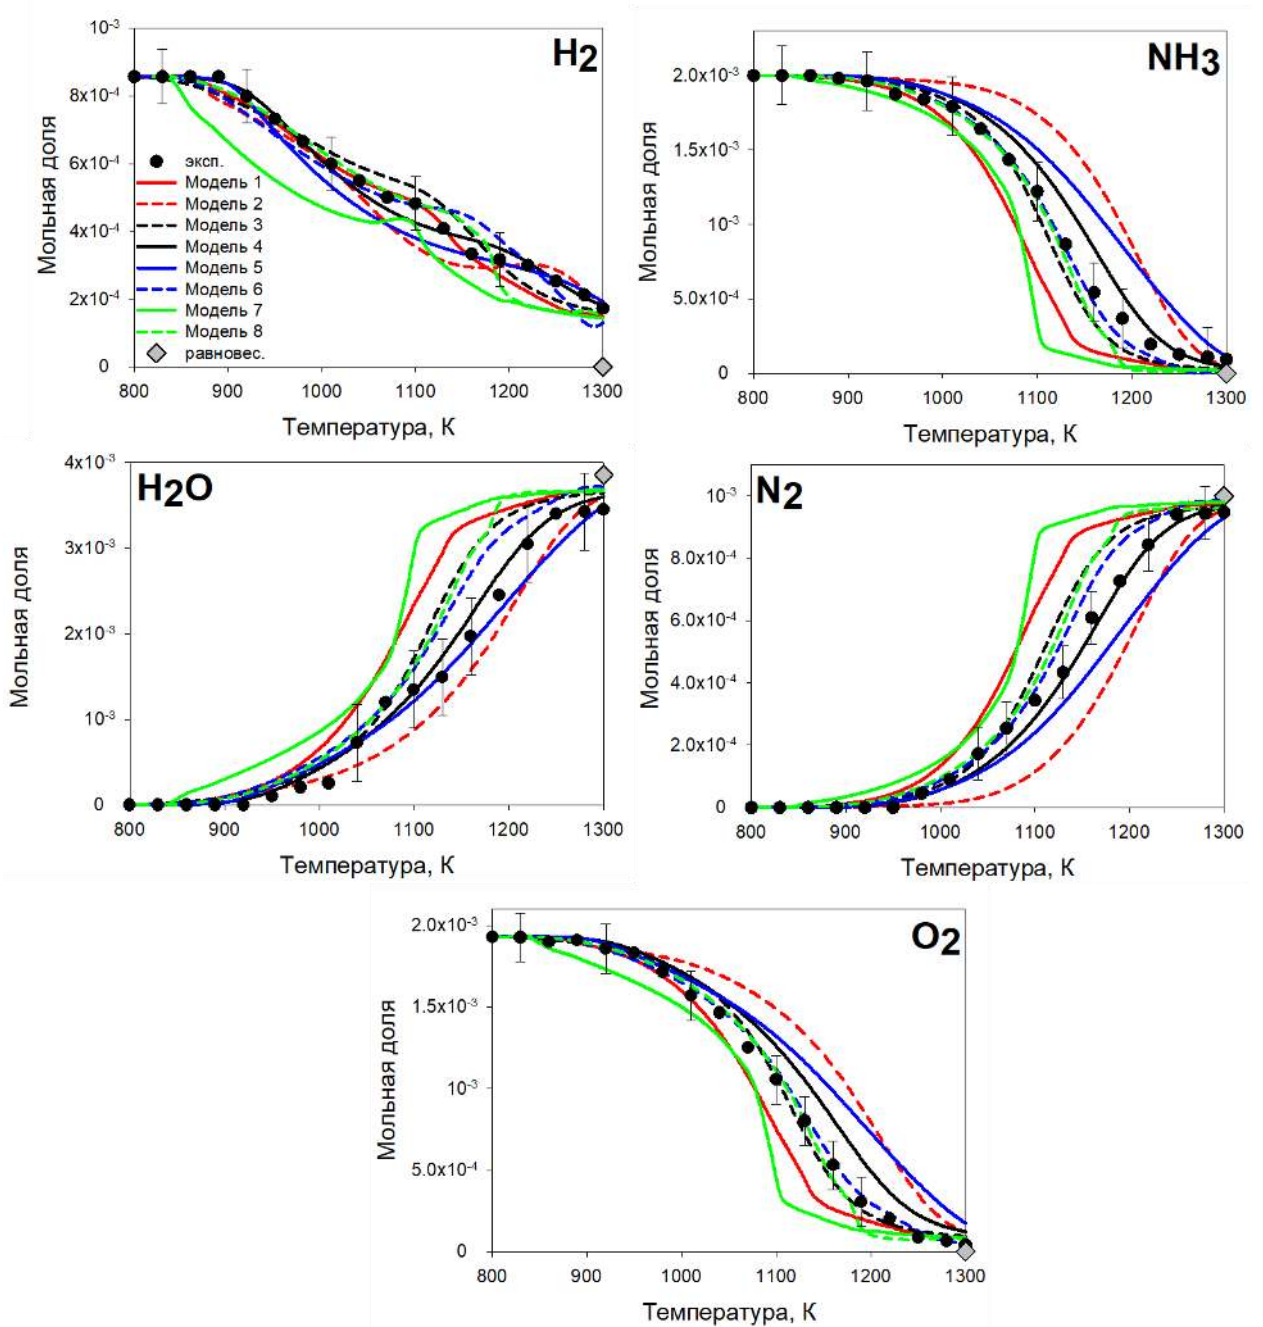 H2
Мольная доля
10-3
8x10-4
6x10-4
4x10-4
2x10-4
0
эксп.
Модель 1
Модель 2
Модель 3
Модель 4
Модель 5
Модель 6
Модель 7
Модель 8
равновес.
800 900 1000 1100 1200 1300
Температура, К
NH3
Мольная доля
2.0x10-3
1.5x10-3
10-3
5.0x10-4
0
800 900 1000 1100 1200 1300
Температура, К
H2O
Мольная доля
4x10-3
3x10-3
2x10-3
10-3
0
800 900 1000 1100 1200 1300
Температура, К
N2
Мольная доля
10-3
8.0x10-4
6.0x10-4
4.0x10-4
2.0x10-4
0
800 900 1000 1100 1200 1300
Температура, К
O2
Мольная доля
2.0x10-3
1.5x10-3
10-3
5.0x10-4
0
800 900 1000 1100 1200 1300
Температура, К